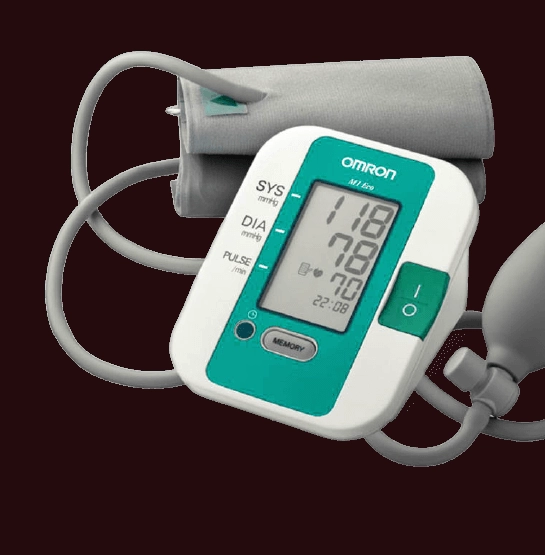 OMRON
M1 Eco
SYS
mmHg
118
DIA
mmHg
78
PULSE
/min
70
22:08
MEMORY
I
O